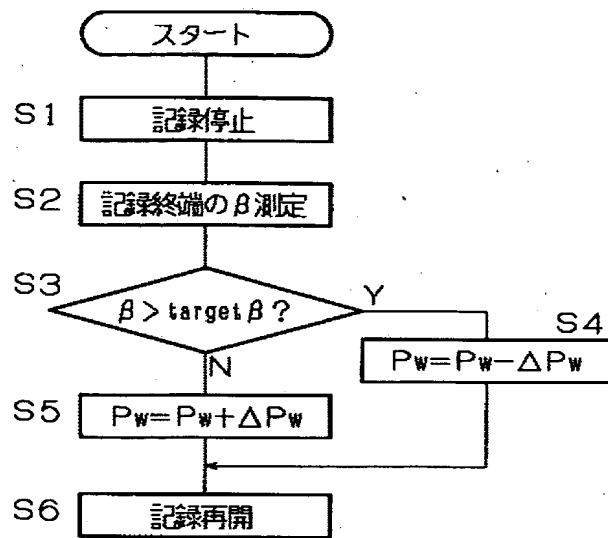 スタート
S1
記録停止
S2
記録終端のβ測定
S3
β>targetβ?
Y
N
S4
Pw=Pw-ΔPw
S5
Pw=Pw+ΔPw
S6
記録再開